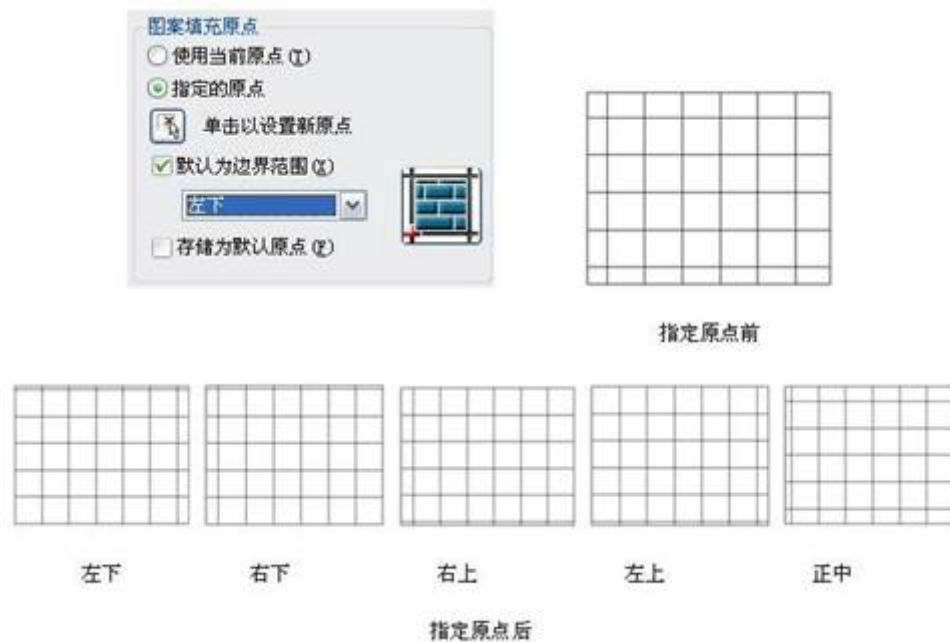 图案填充原点
使用当前原点(T)
指定的原点
单击以设置新原点
默认为边界范围(X)
左下
存储为默认原点(F)
指定原点前
左下 右下 右上 左上 正中
指定原点后